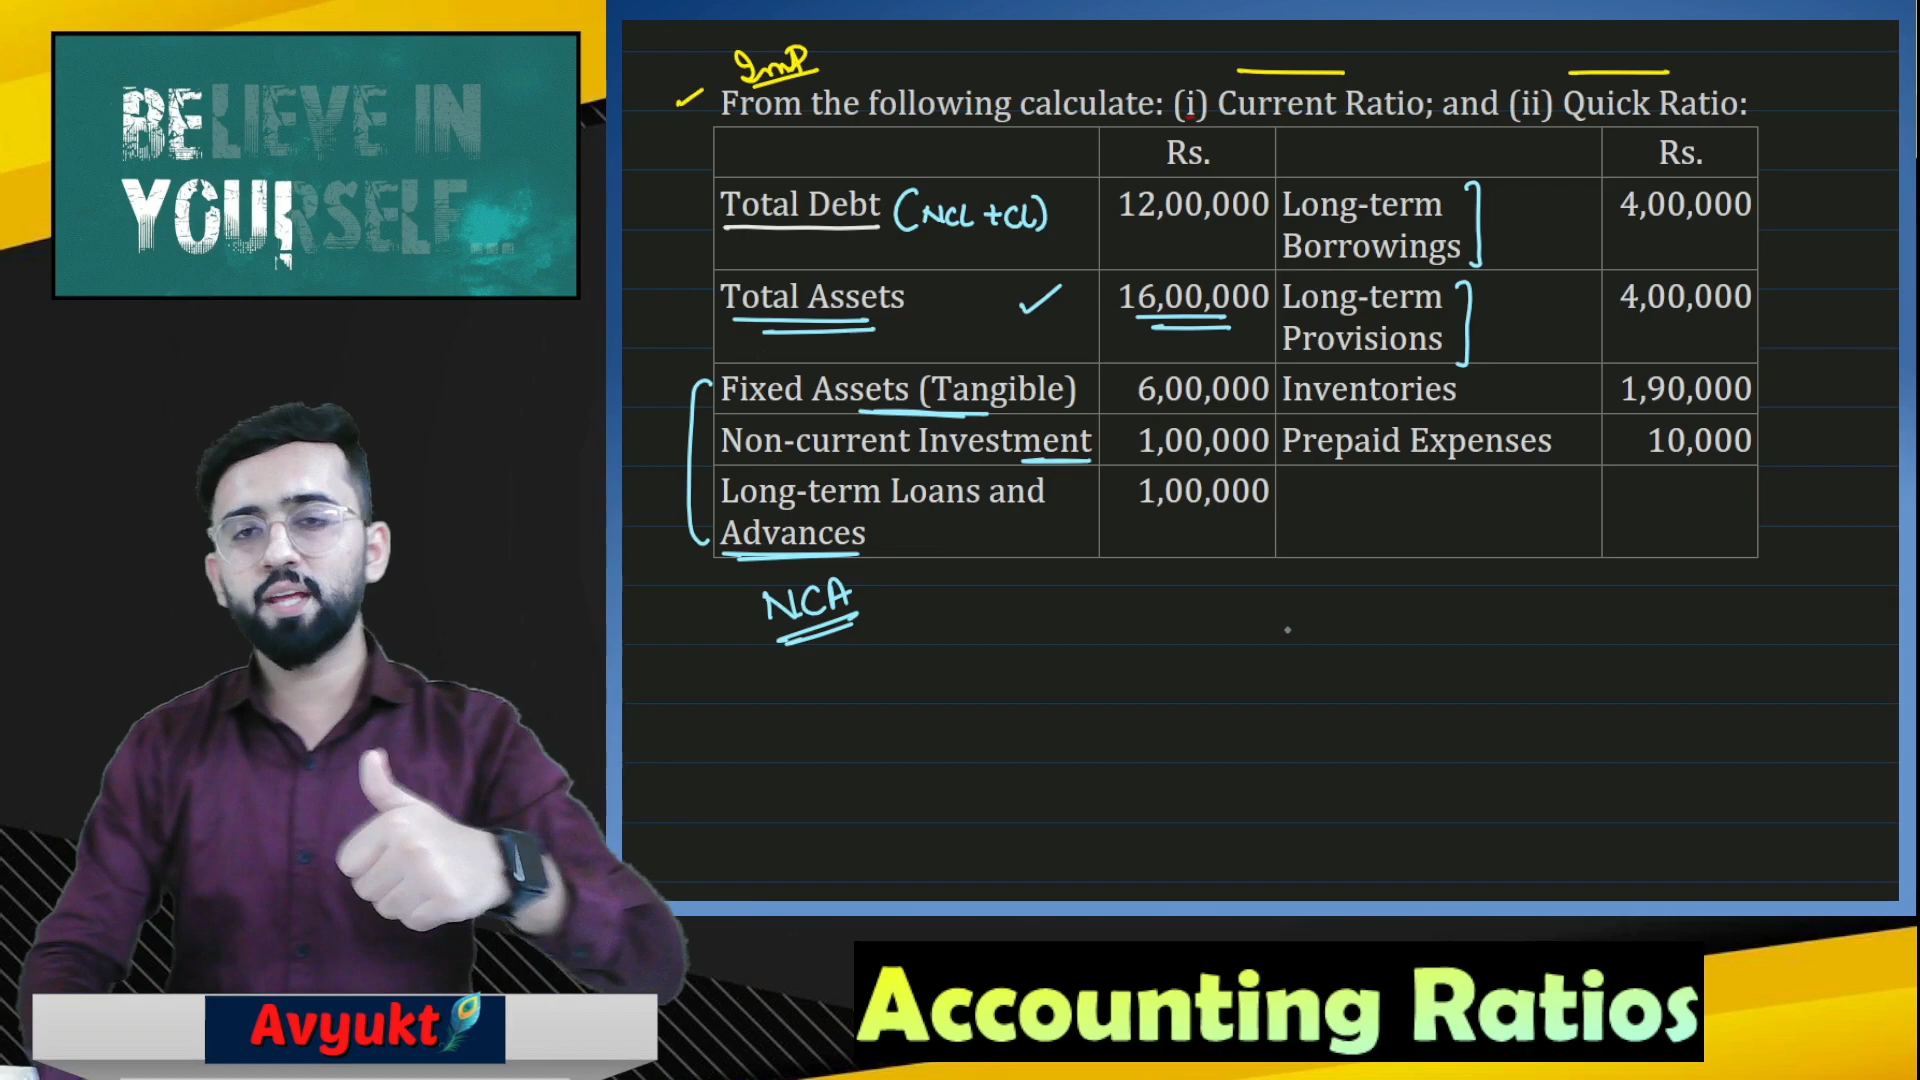 BELIEVE IN
YOURSELF...
Imp
From the following calculate: (i) Current Ratio; and (ii) Quick Ratio:
Rs. Rs.
Total Debt (NCL + CL) 12,00,000 Long-term Borrowings 4,00,000
Total Assets 16,00,000 Long-term Provisions 4,00,000
Fixed Assets (Tangible) 6,00,000 Inventories 1,90,000
Non-current Investment 1,00,000 Prepaid Expenses 10,000
Long-term Loans and Advances 1,00,000
NCA
Avyukt
Accounting Ratios